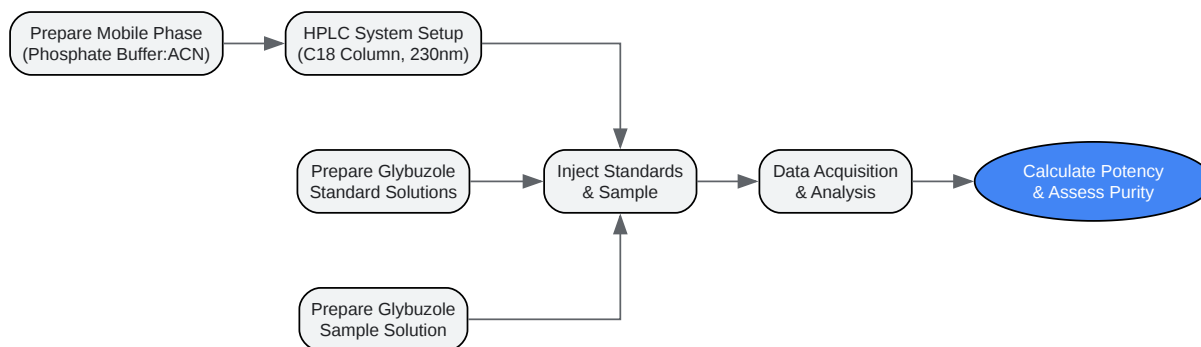 Prepare Mobile Phase
(Phosphate Buffer:ACN)
HPLC System Setup
(C18 Column, 230nm)
Prepare Glybuzole
Standard Solutions
Inject Standards
& Sample
Data Acquisition
& Analysis
Calculate Potency
& Assess Purity
Prepare Glybuzole
Sample Solution